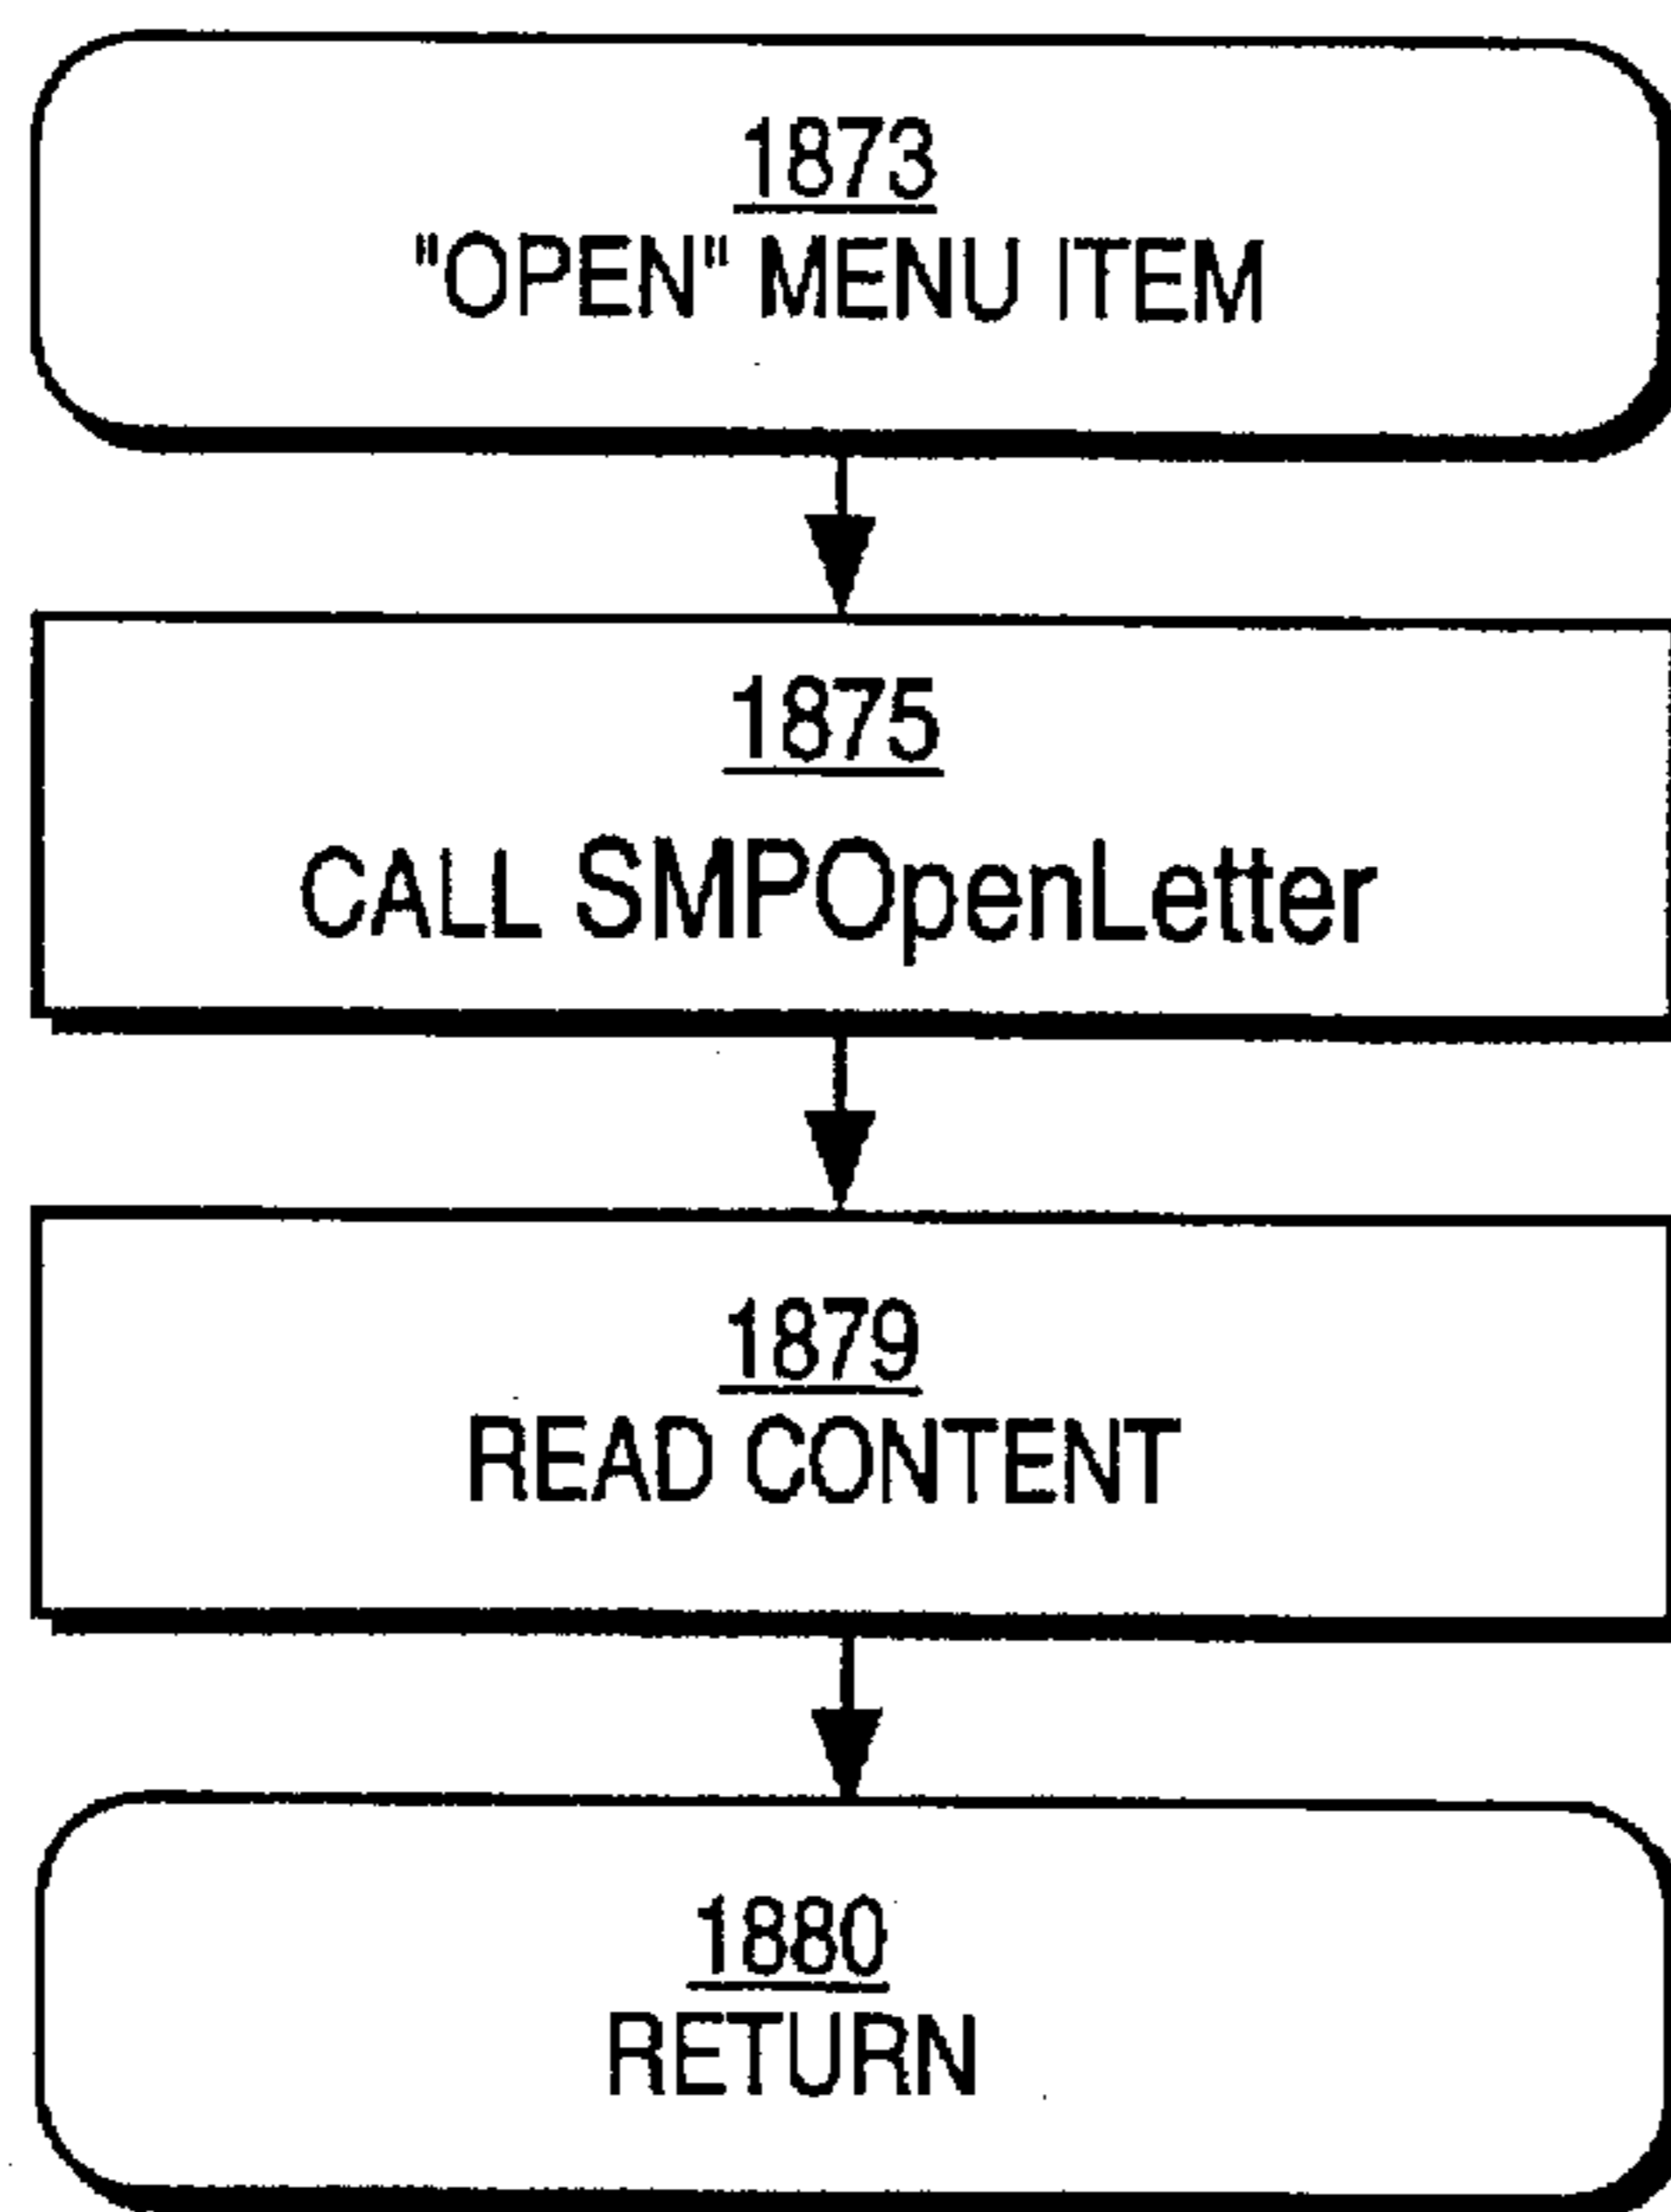 1873
"OPEN" MENU ITEM
1875
CALL SMPOpenLetter
1879
READ CONTENT
1880
RETURN